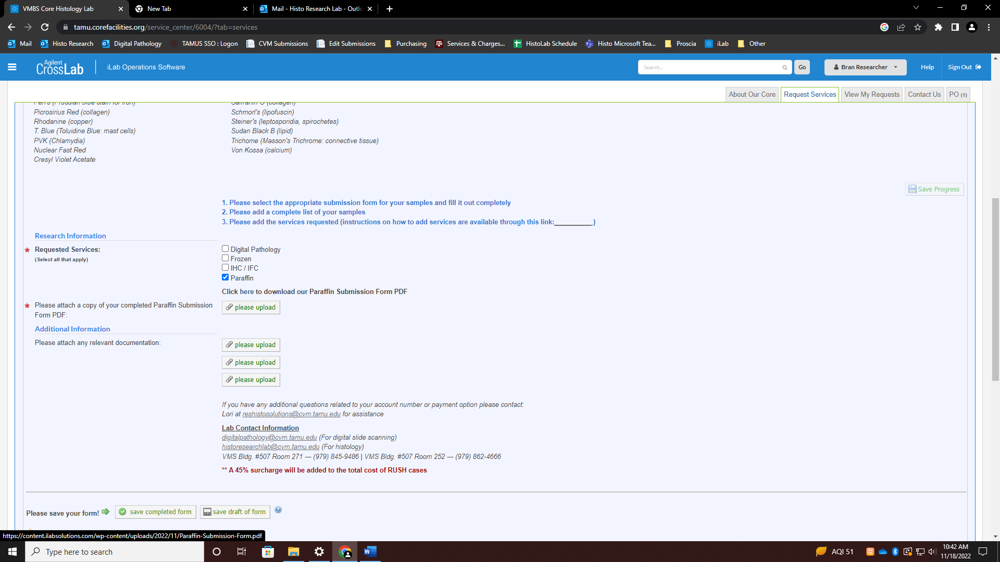 VMBS Core Histology Lab
New Tab
Mail - Histo Research Lab - Outlo
tamu.corefacilities.org/service_center/6004/?tab=services
Mail
Histo Research
Digital Pathology
TAMUS SSO : Logon
CVM Submissions
Edit Submissions
Purchasing
Services & Charges...
HistoLab Schedule
Histo Microsoft Tea...
Proscia
iLab
Other
Agilent
CrossLab
iLab Operations Software
Search...
Go
Bran Researcher
Help
Sign Out
About Our Core
Request Services
View My Requests
Contact Us
PO (1)
Perl's (Prussian blue stain for iron)
Safranin O (collagen)
Picrosirius Red (collagen)
Schmorl's (lipofuscin)
Rhodanine (copper)
Steiner's (leptosporidia, spirochetes)
T. Blue (Toluidine Blue: mast cells)
Sudan Black B (lipid)
PVK (Chlamydia)
Trichome (Masson's Trichrome: connective tissue)
Nuclear Fast Red
Von Kossa (calcium)
Cresyl Violet Acetate
Save Progress
1. Please select the appropriate submission form for your samples and fill it out completely
2. Please add a complete list of your samples
3. Please add the services requested (instructions on how to add services are available through this link:__________)
Research Information
Requested Services:
(Select all that apply)
Digital Pathology
Frozen
IHC / IFC
Paraffin
Click here to download our Paraffin Submission Form PDF
Please attach a copy of your completed Paraffin Submission
Form PDF:
please upload
Additional Information
Please attach any relevant documentation:
please upload
please upload
please upload
If you have any additional questions related to your account number or payment option please contact:
Lori at reshistosolutions@cvm.tamu.edu for assistance
Lab Contact Information
digitalpathology@cvm.tamu.edu (For digital slide scanning)
historesearchlab@cvm.tamu.edu (For histology)
VMS Bldg. #507 Room 271 — (979) 845-9486 | VMS Bldg. #507 Room 252 — (979) 862-4666
** A 45% surcharge will be added to the total cost of RUSH cases
Please save your form!
save completed form
save draft of form
https://content.ilabsolutions.com/wp-content/uploads/2022/11/Paraffin-Submission-Form.pdf
Type here to search
AQI 51
10:42 AM
11/18/2022